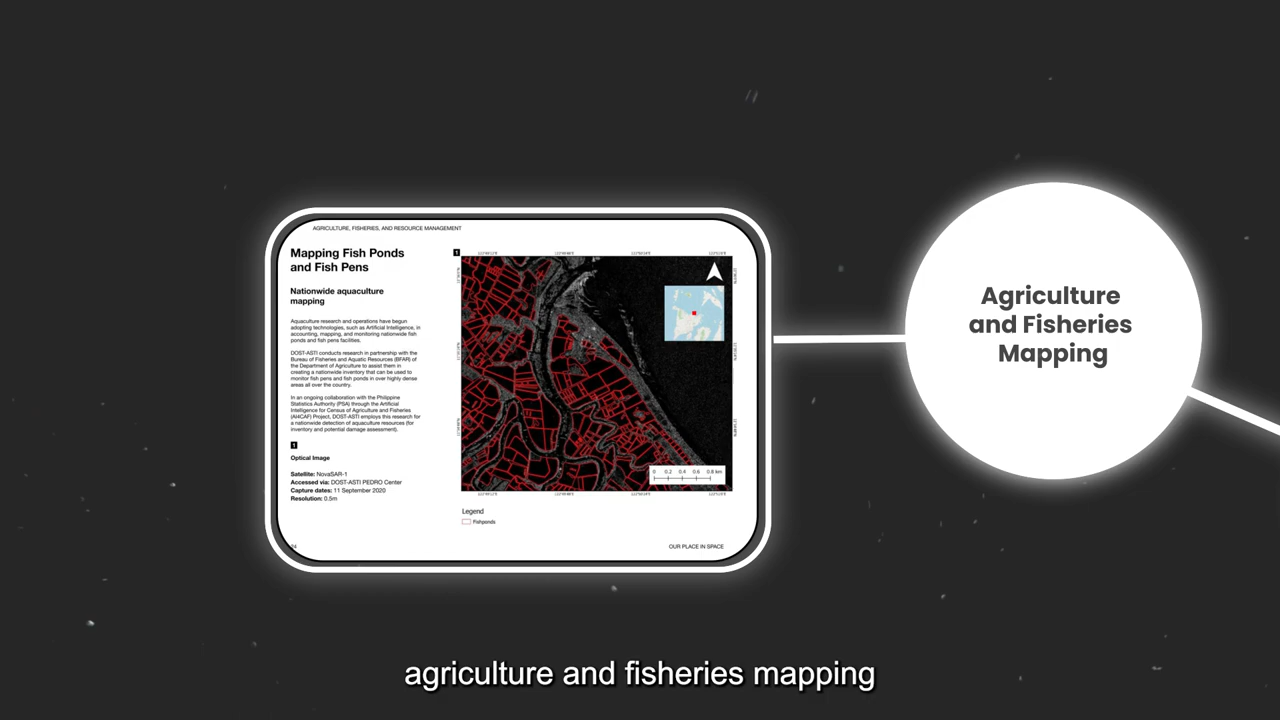 AGRICULTURE, FISHERIES, AND RESOURCE MANAGEMENT
Mapping Fish Ponds
and Fish Pens
Nationwide aquaculture
mapping
Aquaculture research and operations have begun
adopting technologies, such as Artificial Intelligence, in
accounting, mapping, and monitoring nationwide fish
ponds and fish pens facilities.
DOST-ASTI conducts research in partnership with the
Bureau of Fisheries and Aquatic Resources (BFAR) of
the Department of Agriculture to assist them in
creating a nationwide inventory that can be used to
monitor fish pens and fish ponds in over highly dense
areas all over the country.
In an ongoing collaboration with the Philippine
Statistics Authority (PSA) through the Artificial
Intelligence for Census of Agriculture and Fisheries
(AI4CAF) Project, DOST-ASTI employs this research for
a nationwide detection of aquaculture resources (for
inventory and potential damage assessment).
1
Optical Image
Satellite: NovaSAR-1
Accessed via: DOST-ASTI PEDRO Center
Capture dates: 11 September 2020
Resolution: 0.5m
1
0 0.2 0.4 0.6 0.8 km
Legend
Fishponds
OUR PLACE IN SPACE
Agriculture
and Fisheries
Mapping
agriculture and fisheries mapping